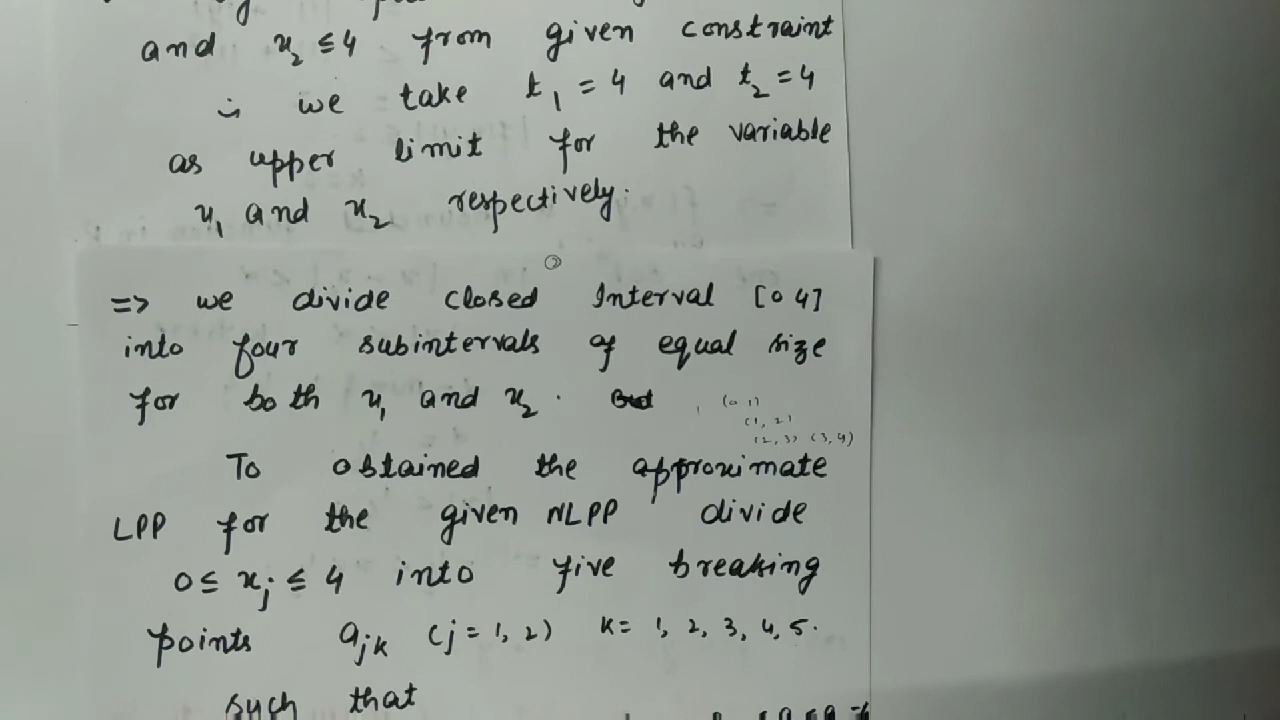 and x₂ ≤ 4 from given constraint
∴ we take t₁ = 4 and t₂ = 4
as upper limit for the variable
x₁ and x₂ respectively.
②
=> we divide closed Interval [0 4]
into four subintervals of equal size
for both x₁ and x₂ .
(0 1)
(1, 2)
(2, 3) (3, 4)
To obtained the approximate
LPP for the given NLPP divide
0 ≤ xⱼ ≤ 4 into five breaking
points aⱼₖ (j = 1, 2) K = 1, 2, 3, 4, 5.
such that